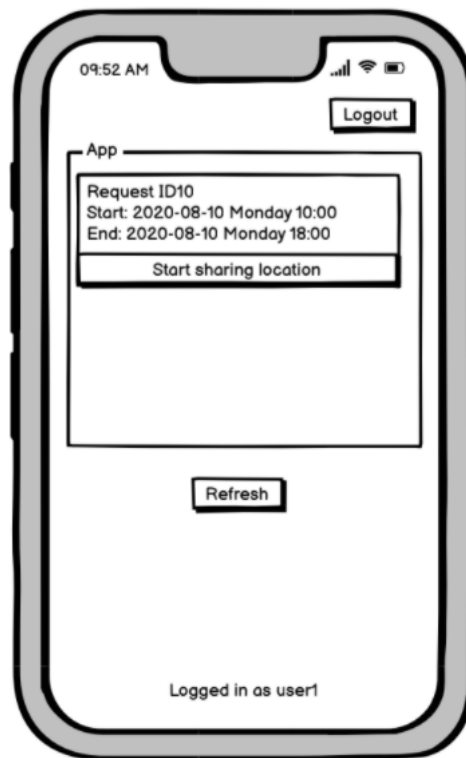 09:52 AM
Logout
App
Request ID10
Start: 2020-08-10 Monday 10:00
End: 2020-08-10 Monday 18:00
Start sharing location
Refresh
Logged in as user1